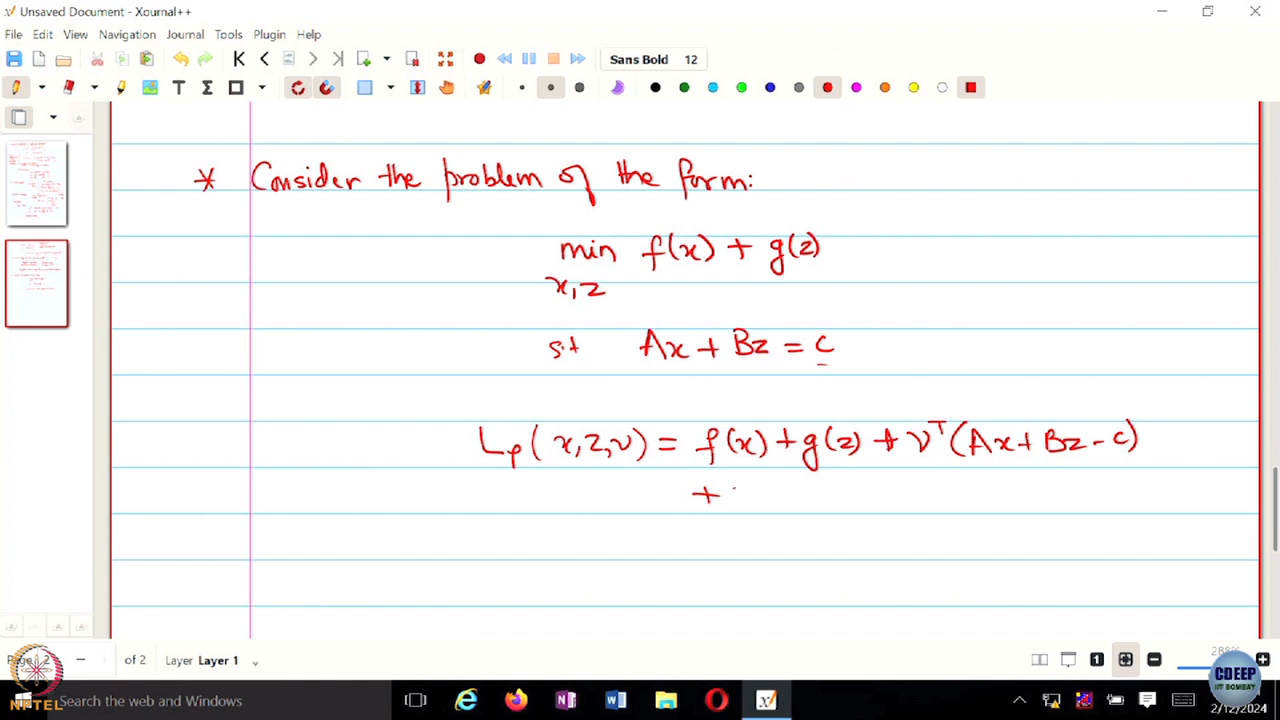 Unsaved Document - Xournal++
File Edit View Navigation Journal Tools Plugin Help
Sans Bold 12
* Consider the problem of the form:
min f(x) + g(z)
x,z
s.t Ax + Bz = c
Lρ(x,z,ν) = f(x) + g(z) + νᵀ(Ax + Bz - c)
+
of 2 Layer Layer 1
NPTEL
CDEEP
IIT BOMBAY
Search the web and Windows
2/12/2024